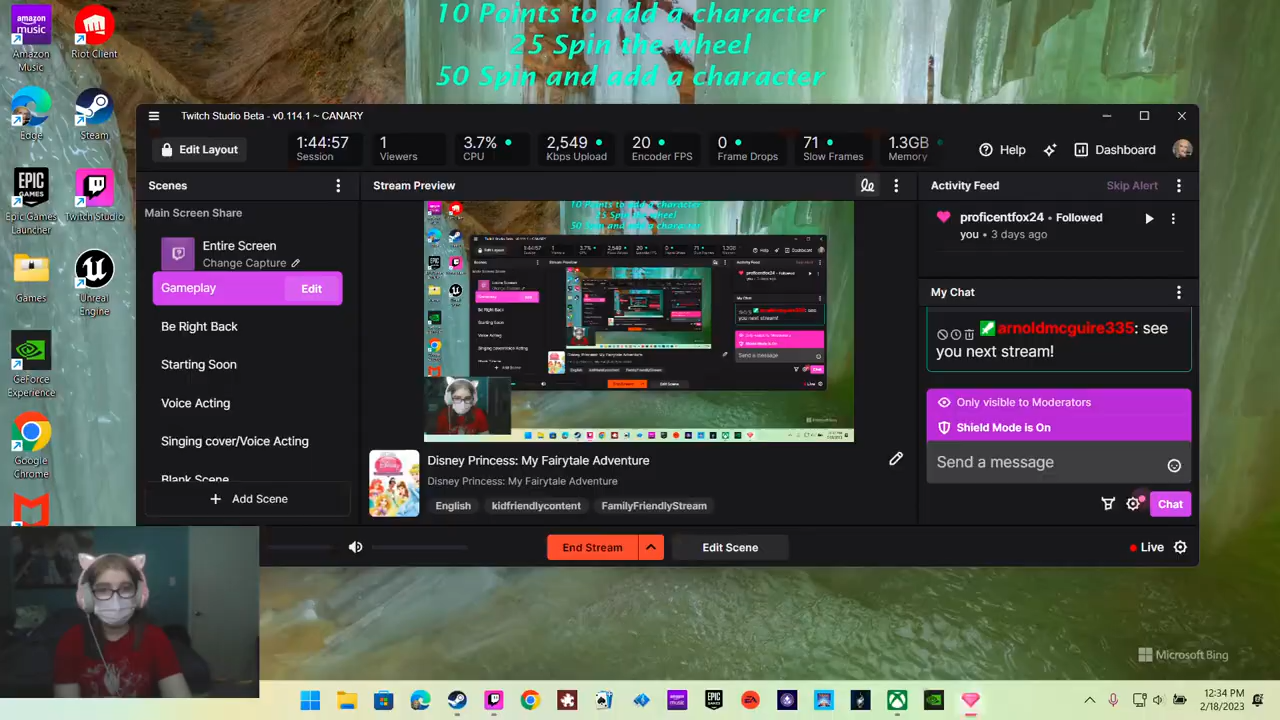 10 Points to add a character
25 Spin the wheel
50 Spin and add a character
amazon music
Amazon Music
Riot Client
Edge
Steam
EPIC GAMES
Epic Games Launcher
Twitch Studio
Games
Unreal Engine
GeForce Experience
Google Chrome
Twitch Studio Beta - v0.114.1 ~ CANARY
Edit Layout
1:44:57
Session
1
Viewers
3.7%
CPU
2,549
Kbps Upload
20
Encoder FPS
0
Frame Drops
71
Slow Frames
1.3GB
Memory
Help
Dashboard
Scenes
Main Screen Share
Entire Screen
Change Capture
Gameplay
Edit
Be Right Back
Starting Soon
Voice Acting
Singing cover/Voice Acting
Blank Scene
+ Add Scene
Stream Preview
Disney Princess: My Fairytale Adventure
Disney Princess: My Fairytale Adventure
English
kidfriendlycontent
FamilyFriendlyStream
End Stream
Edit Scene
Activity Feed
Skip Alert
proficentfox24 • Followed
you • 3 days ago
My Chat
arnoldmcguire335: see
you next stream!
Only visible to Moderators
Shield Mode is On
Send a message
Chat
Live
Microsoft Bing
12:34 PM
2/18/2023